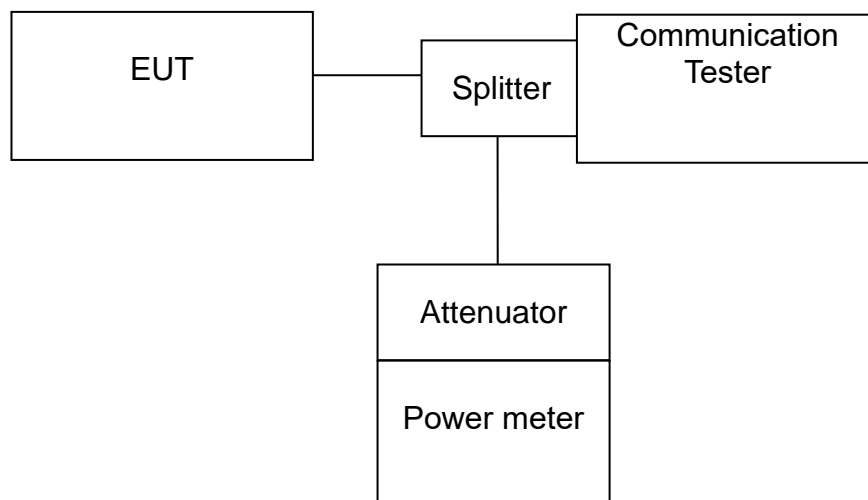 EUT
Splitter
Communication
Tester
Attenuator
Power meter